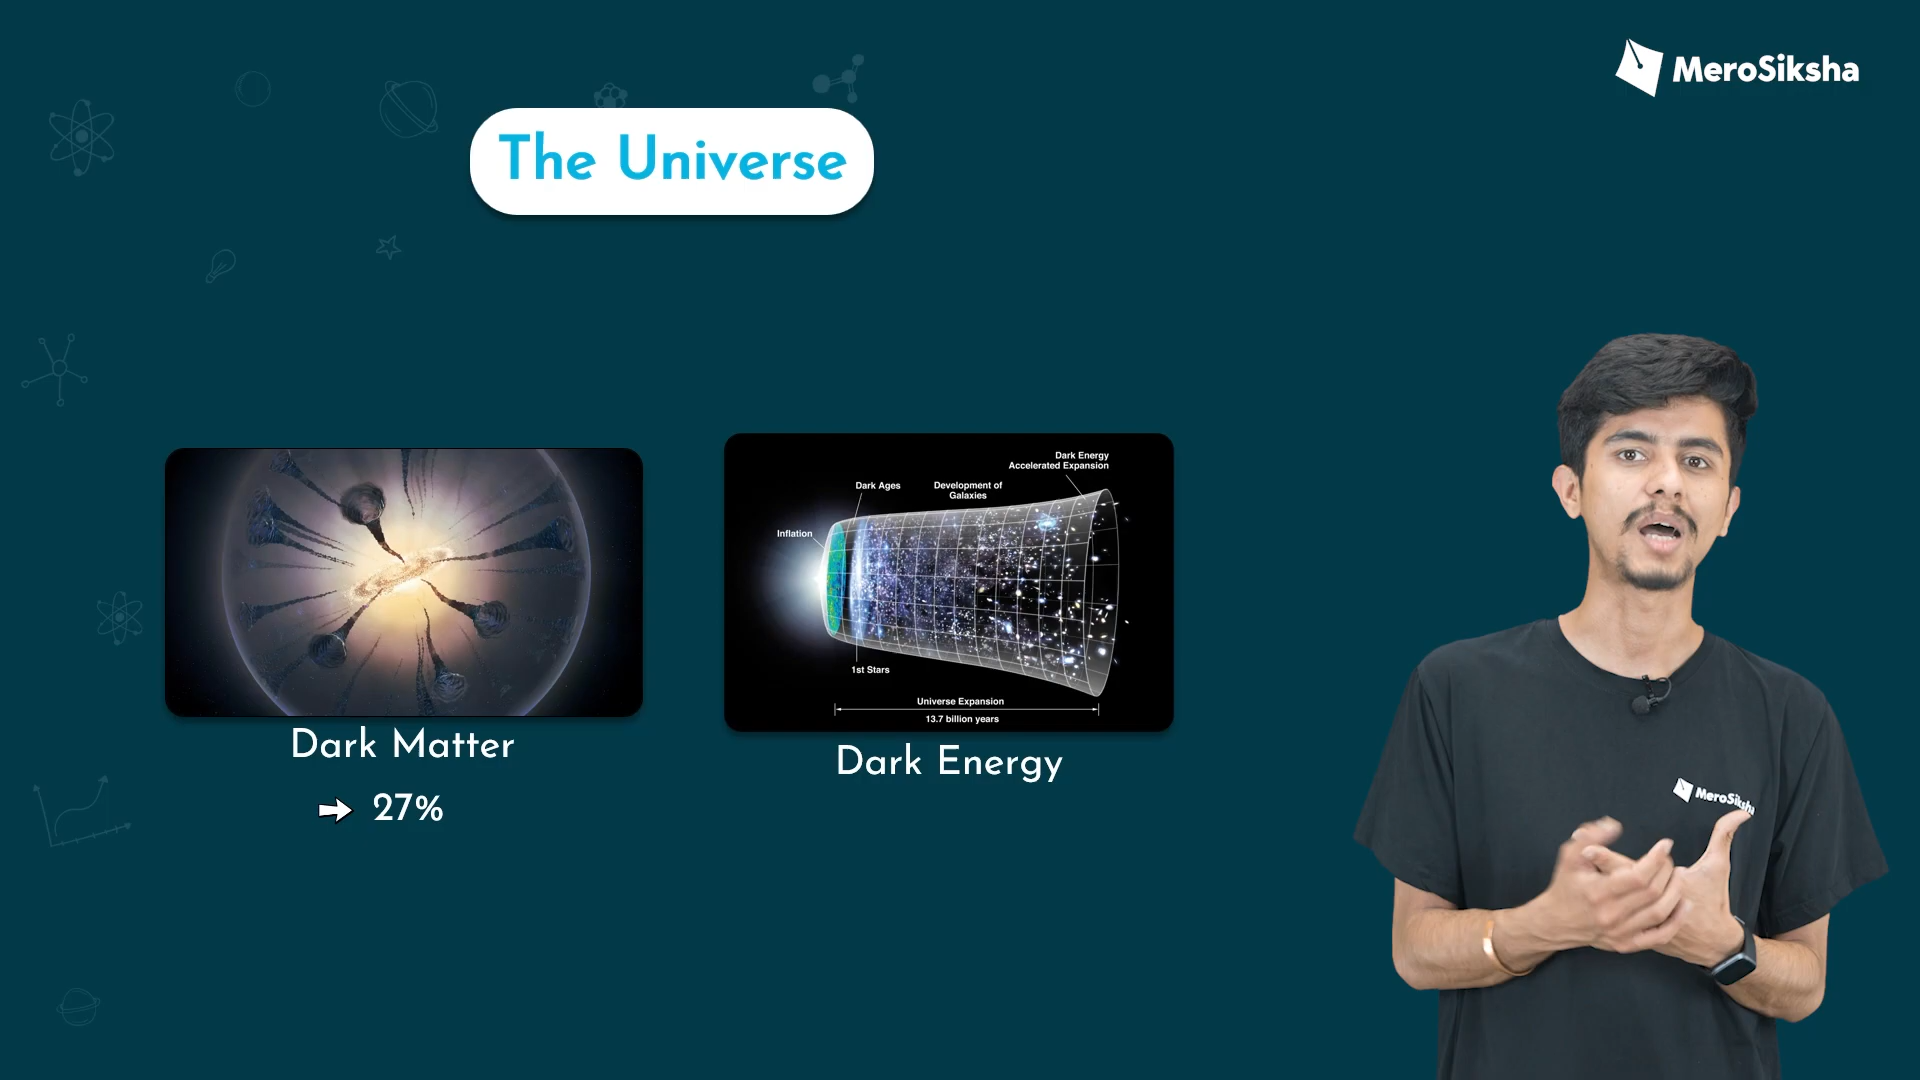 MeroSiksha
The Universe
Dark Energy
Accelerated Expansion
Dark Ages
Development of
Galaxies
Inflation
1st Stars
Universe Expansion
13.7 billion years
Dark Matter
Dark Energy
27%
MeroSiksha